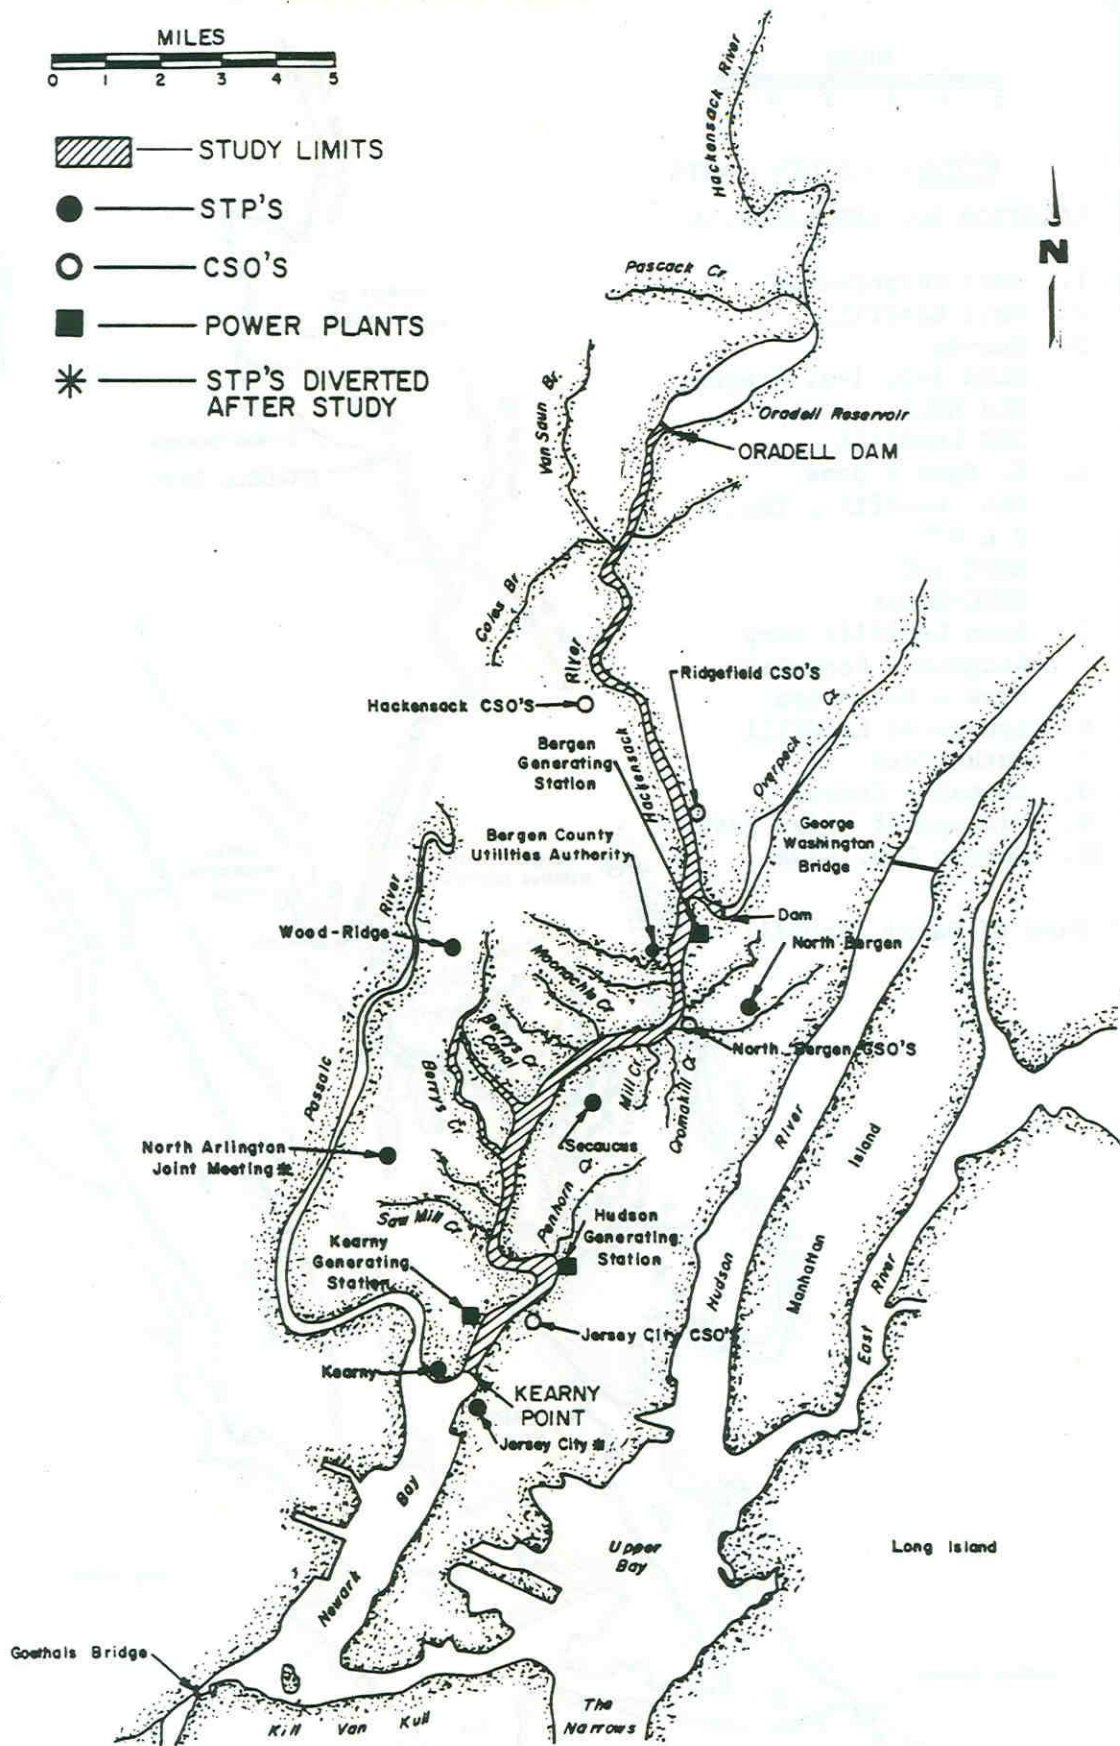 MILES
0 1 2 3 4 5
STUDY LIMITS
STP'S
CSO'S
POWER PLANTS
STP'S DIVERTED
AFTER STUDY
Hackensack River
N
Pascack Cr
Van Saun Br.
Oradell Reservoir
ORADELL DAM
Coles Br.
River
Hackensack
Ridgefield CSO'S
Hackensack CSO'S
Bergen
Generating
Station
Overpeck
Cr
George
Washington
Bridge
Bergen County
Utilities Authority
River
Passaic
Dam
Wood-Ridge
North Bergen
Moonachie Cr.
Berrys Cr
Canal
North Bergen CSO'S
Berrys Cr.
Mill Cr.
Cromakill Cr.
Secaucus
North Arlington
Joint Meeting*
River
Hudson
Island
Manhattan
Penhorn
Cr
Saw Mill Cr
Hudson
Generating
Station
Kearny
Generating
Station
River
East
Jersey City CSO'S
Kearny
KEARNY
POINT
Jersey City*
Bay
Newark
Upper
Bay
Long Island
Goethals Bridge
Kill Van Kull
The
Narrows